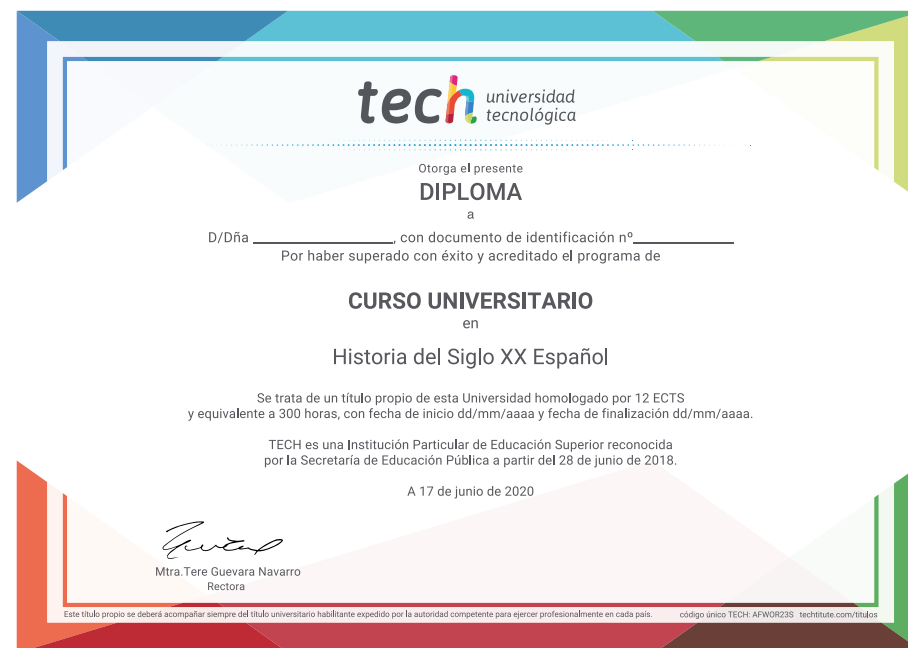 tech universidad
tecnológica
Otorga el presente
DIPLOMA
a
D/Dña ____________________, con documento de identificación nº______________
Por haber superado con éxito y acreditado el programa de
CURSO UNIVERSITARIO
en
Historia del Siglo XX Español
Se trata de un título propio de esta Universidad homologado por 12 ECTS
y equivalente a 300 horas, con fecha de inicio dd/mm/aaaa y fecha de finalización dd/mm/aaaa.
TECH es una Institución Particular de Educación Superior reconocida
por la Secretaría de Educación Pública a partir del 28 de junio de 2018.
A 17 de junio de 2020
Mtra.Tere Guevara Navarro
Rectora
Este título propio se deberá acompañar siempre del título universitario habilitante expedido por la autoridad competente para ejercer profesionalmente en cada país. código único TECH: AFWOR23S techtitute.com/titulos